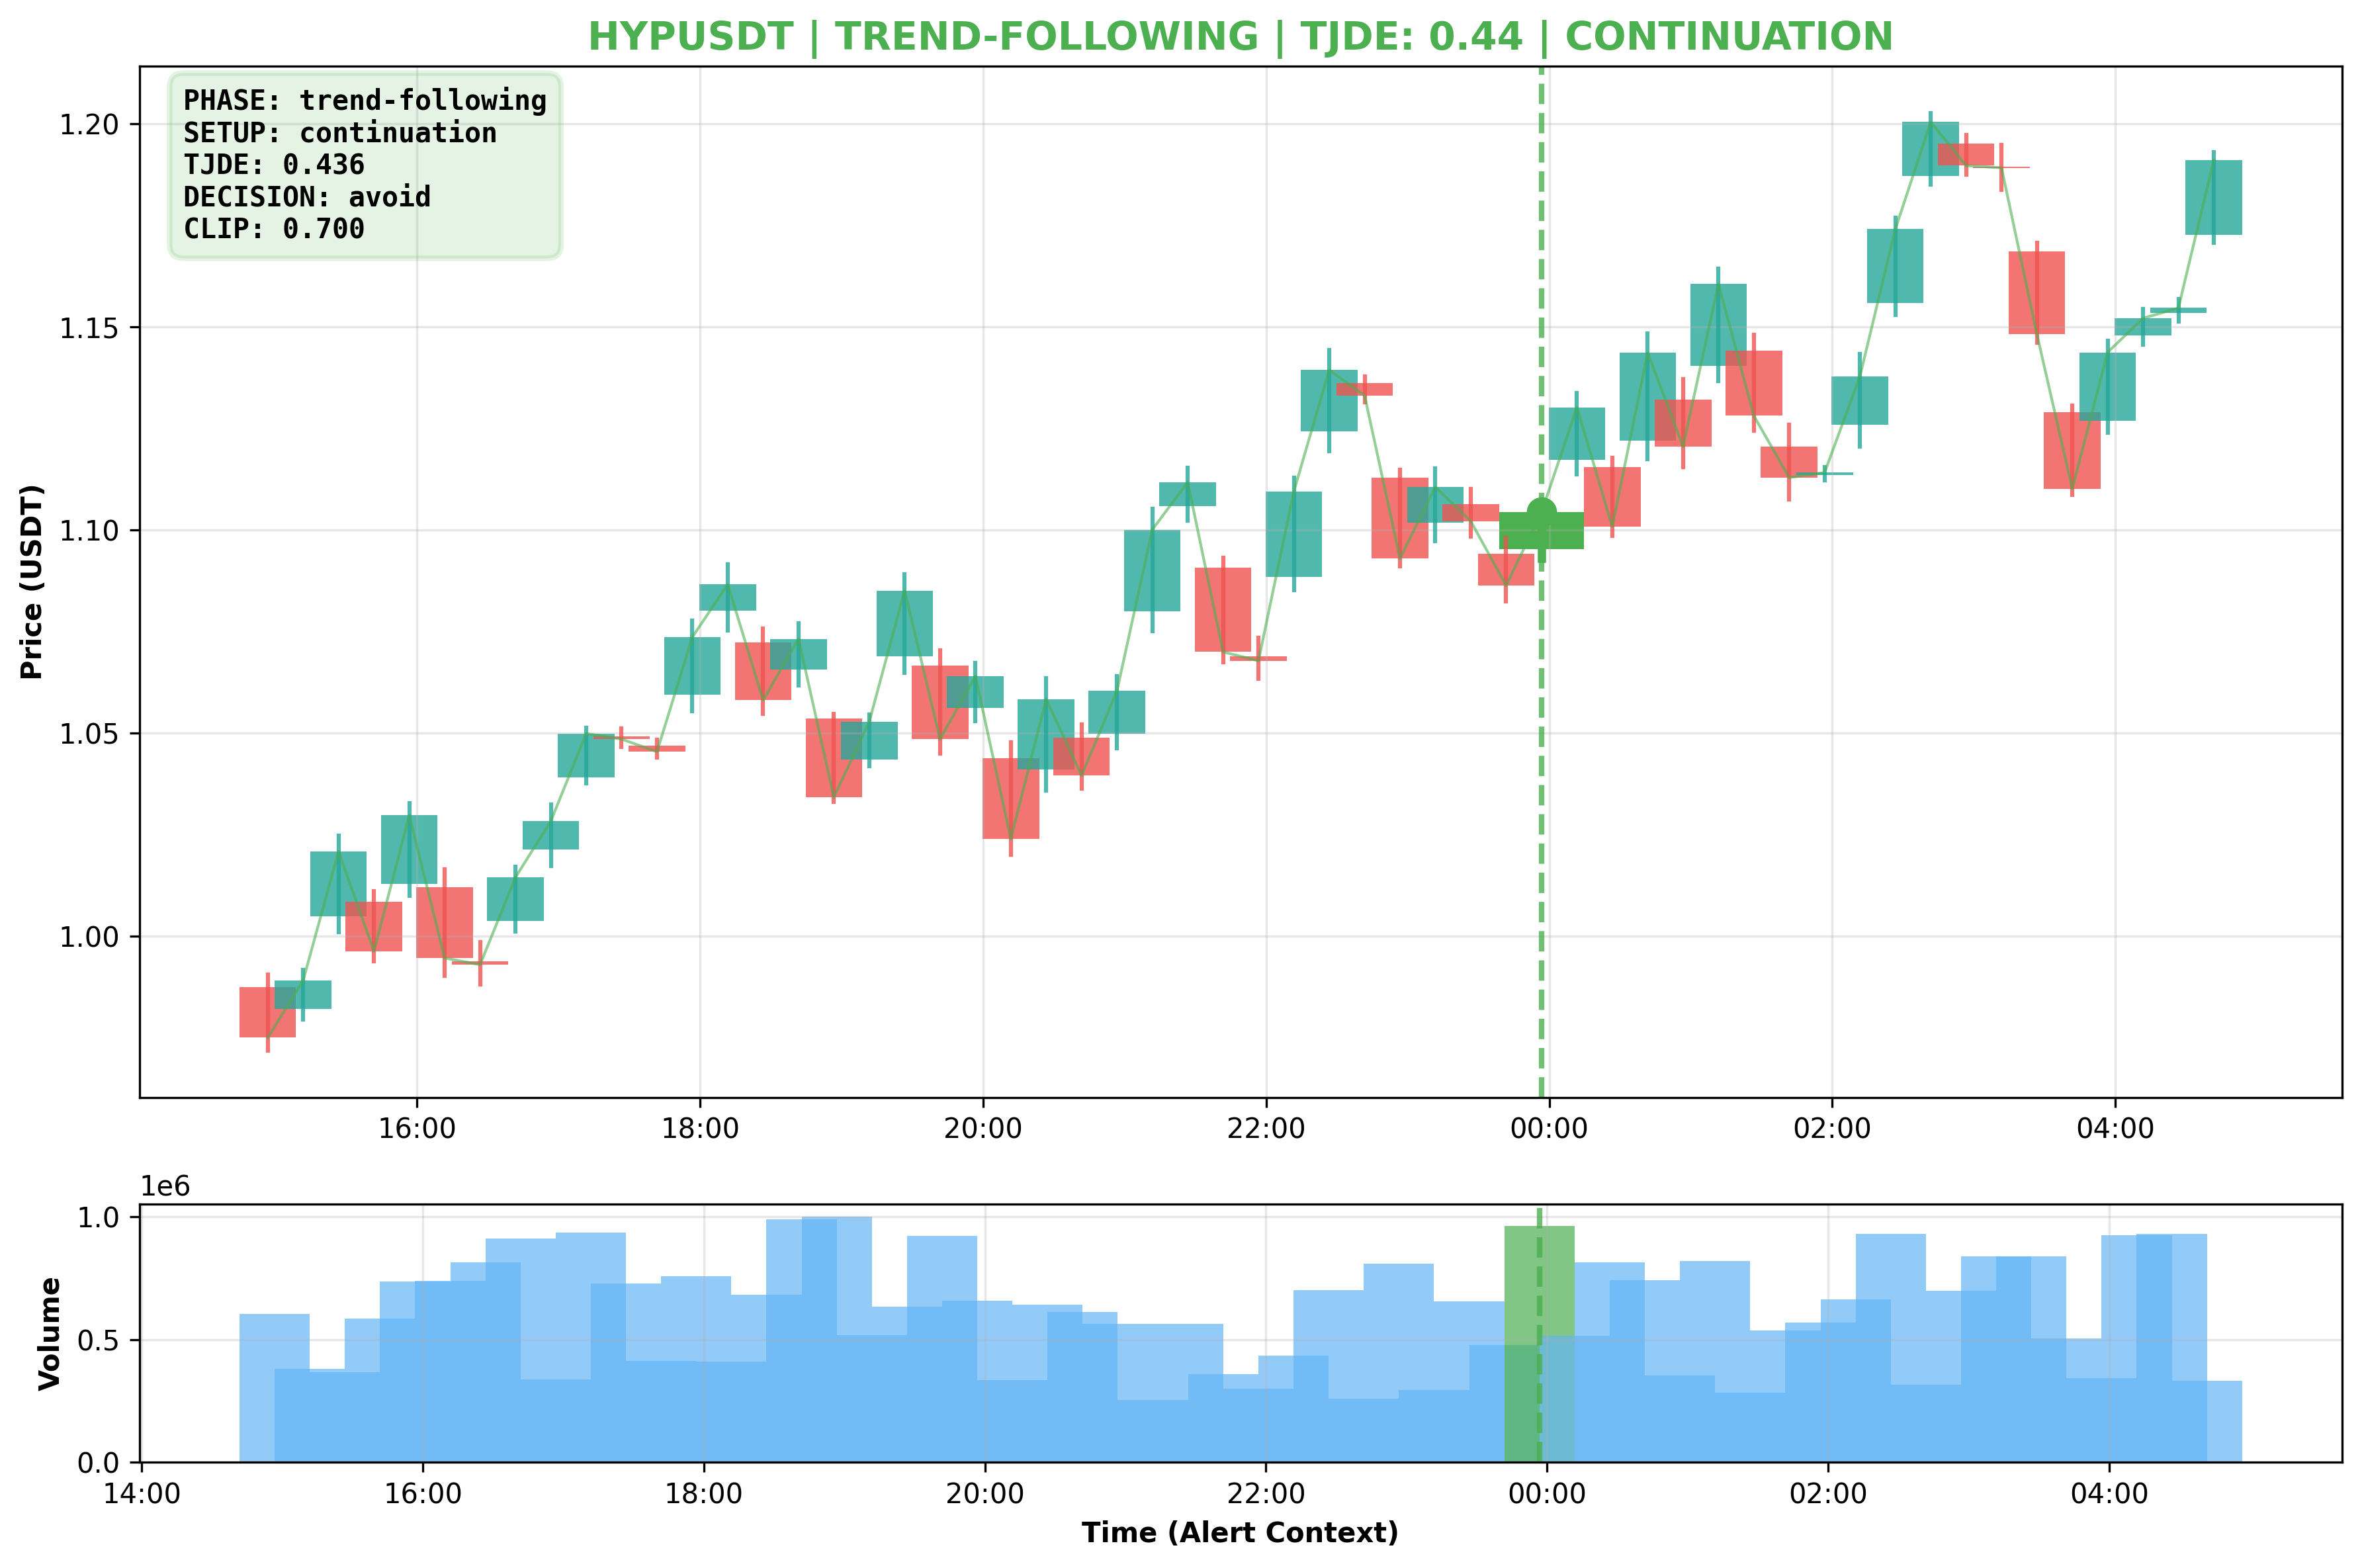 HYPUSDT | TREND-FOLLOWING | TJDE: 0.44 | CONTINUATION
PHASE: trend-following
SETUP: continuation
TJDE: 0.436
DECISION: avoid
CLIP: 0.700
Price (USDT)
1.20
1.15
1.10
1.05
1.00
16:00 18:00 20:00 22:00 00:00 02:00 04:00
1e6
Volume
1.0
0.5
0.0
14:00 16:00 18:00 20:00 22:00 00:00 02:00 04:00
Time (Alert Context)